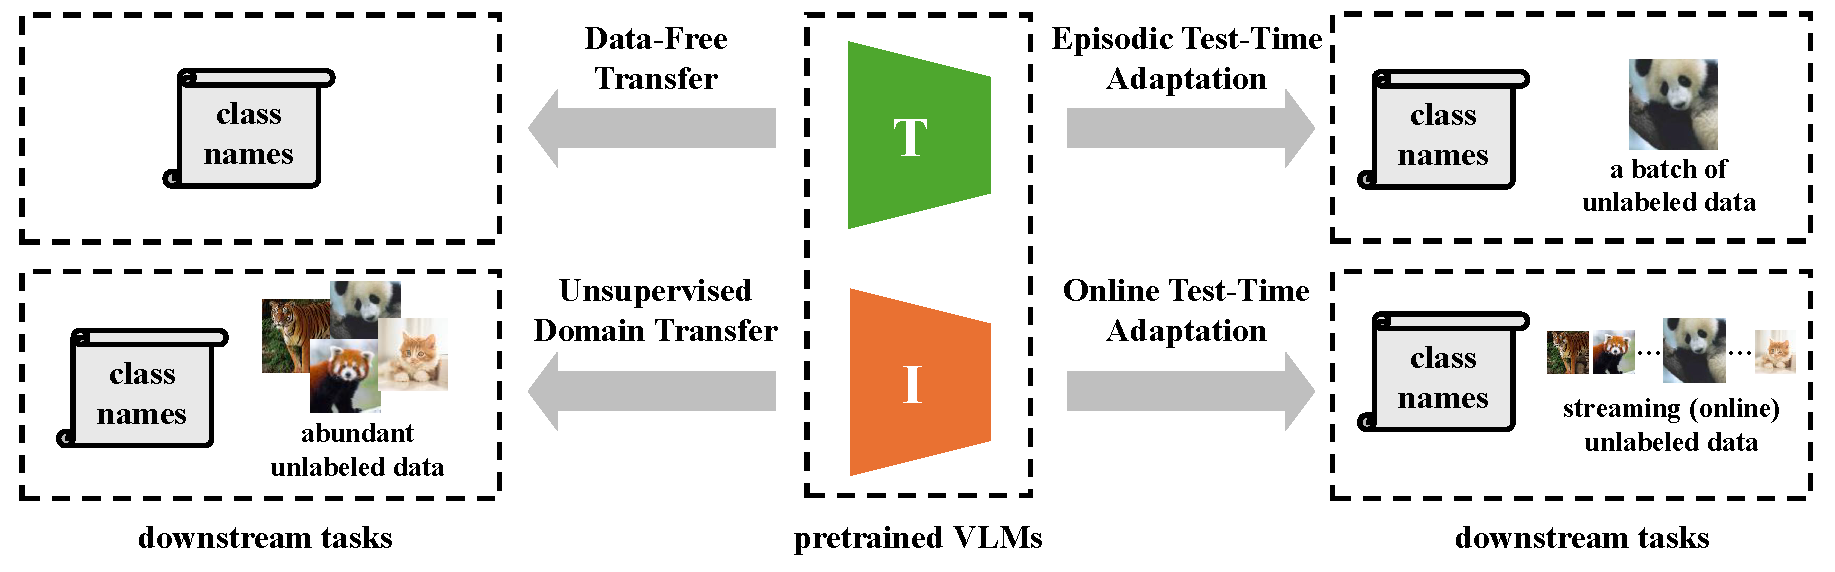 Data-Free
Transfer
Episodic Test-Time
Adaptation
class
names
T
class
names
a batch of
unlabeled data
Unsupervised
Domain Transfer
Online Test-Time
Adaptation
class
names
abundant
unlabeled data
I
class
names
streaming (online)
unlabeled data
downstream tasks
pretrained VLMs
downstream tasks